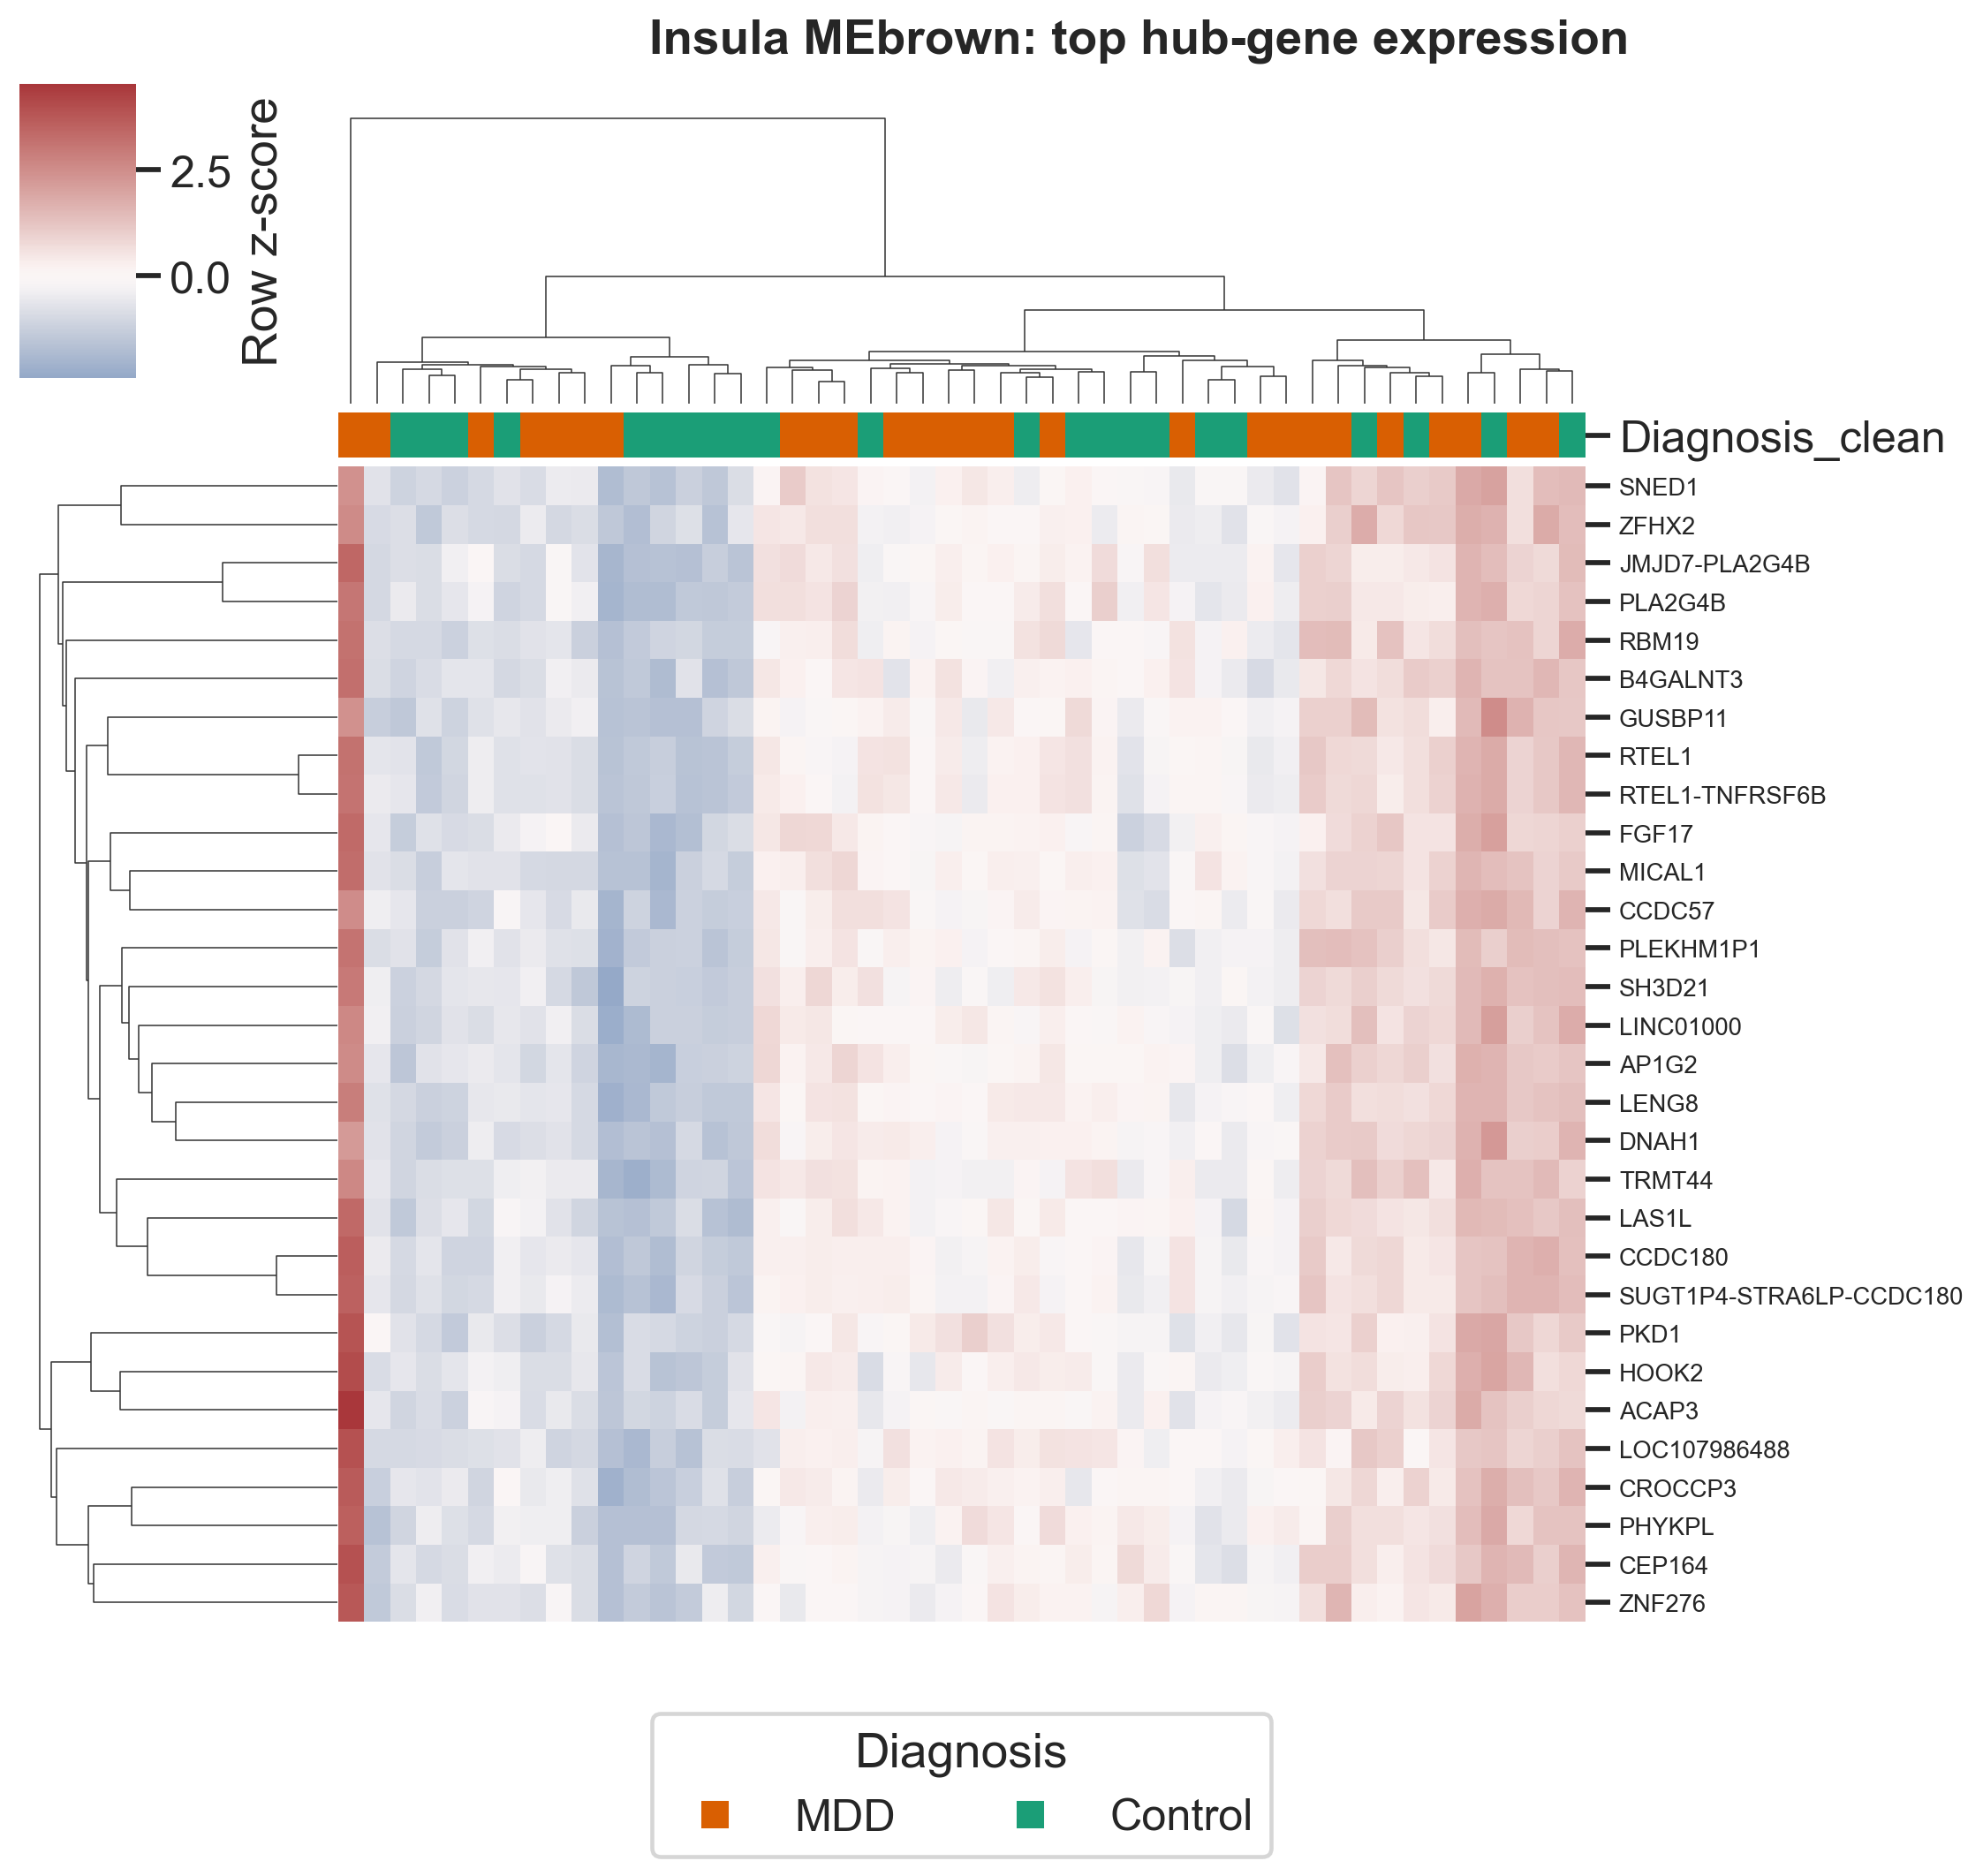 Insula MEbrown: top hub-gene expression
2.5
0.0
Row z-score
Diagnosis_clean
SNED1
ZFHX2
JMJD7-PLA2G4B
PLA2G4B
RBM19
B4GALNT3
GUSBP11
RTEL1
RTEL1-TNFRSF6B
FGF17
MICAL1
CCDC57
PLEKHM1P1
SH3D21
LINC01000
AP1G2
LENG8
DNAH1
TRMT44
LAS1L
CCDC180
SUGT1P4-STRA6LP-CCDC180
PKD1
HOOK2
ACAP3
LOC107986488
CROCCP3
PHYKPL
CEP164
ZNF276
Diagnosis
MDD Control